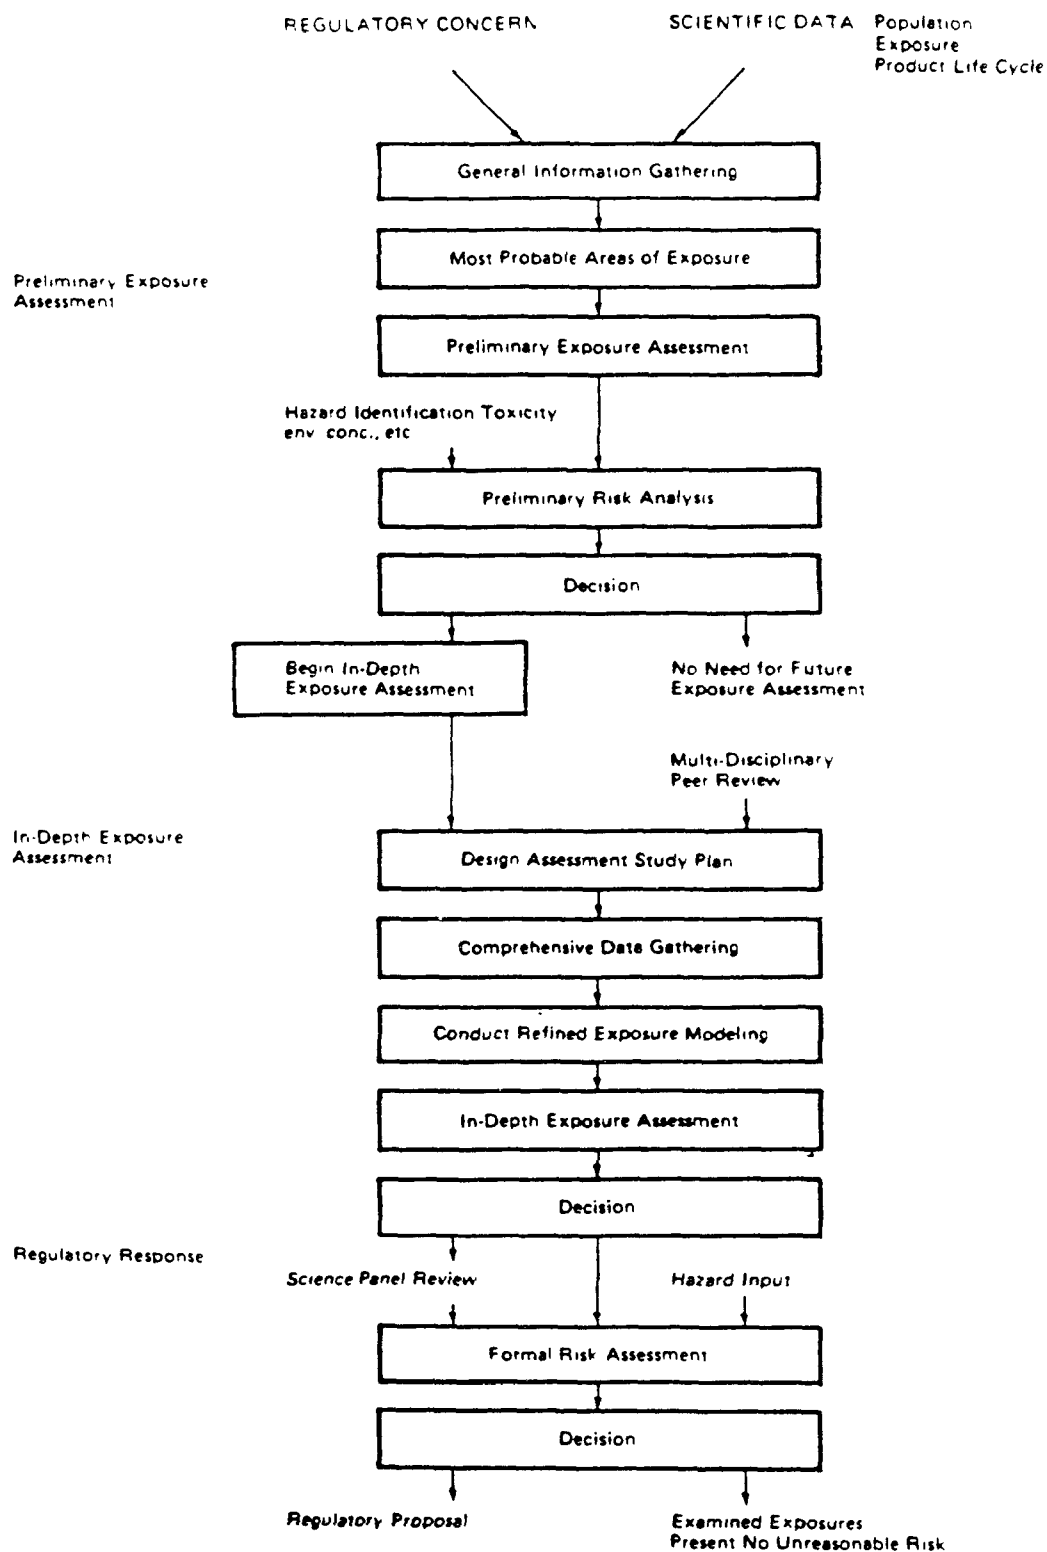 REGULATORY CONCERN
SCIENTIFIC DATA Population
Exposure
Product Life Cycle
General Information Gathering
Most Probable Areas of Exposure
Preliminary Exposure
Assessment
Preliminary Exposure Assessment
Hazard Identification Toxicity
env. conc., etc
Preliminary Risk Analysis
Decision
Begin In-Depth
Exposure Assessment
No Need for Future
Exposure Assessment
Multi-Disciplinary
Peer Review
In-Depth Exposure
Assessment
Design Assessment Study Plan
Comprehensive Data Gathering
Conduct Refined Exposure Modeling
In-Depth Exposure Assessment
Decision
Regulatory Response
Science Panel Review
Hazard Input
Formal Risk Assessment
Decision
Regulatory Proposal
Examined Exposures
Present No Unreasonable Risk